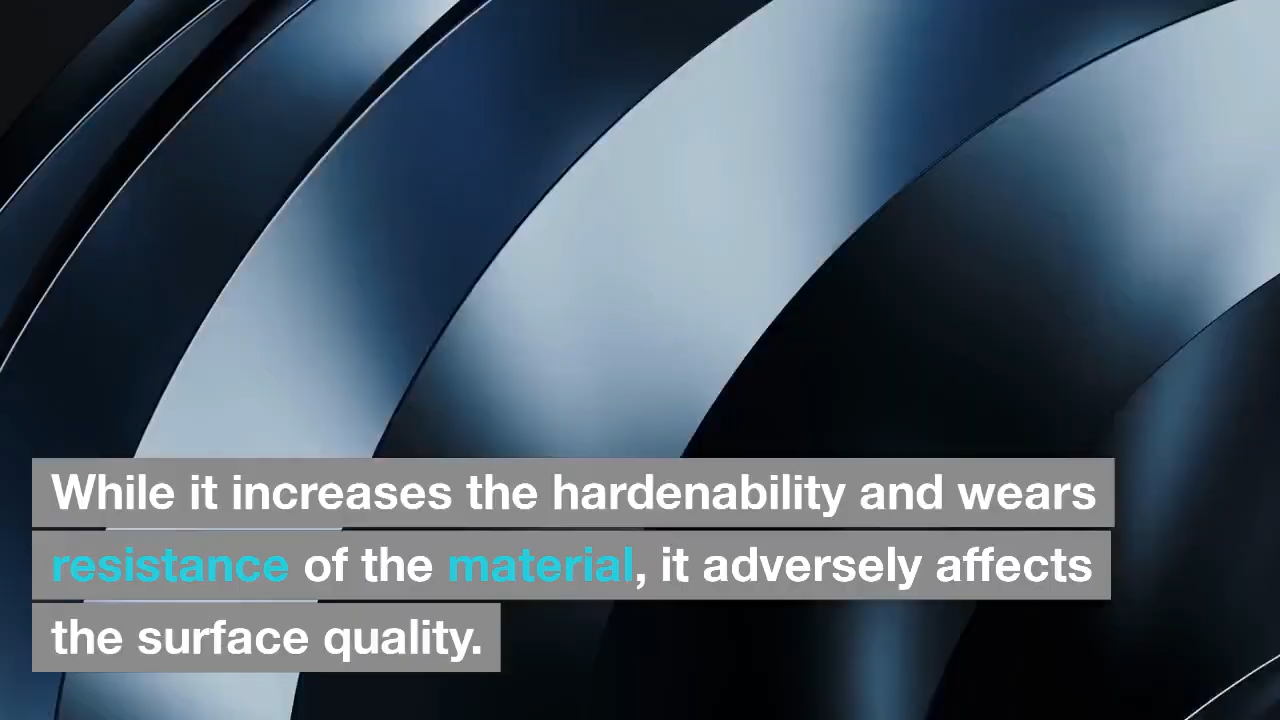 While it increases the hardenability and wears
resistance of the material, it adversely affects
the surface quality.